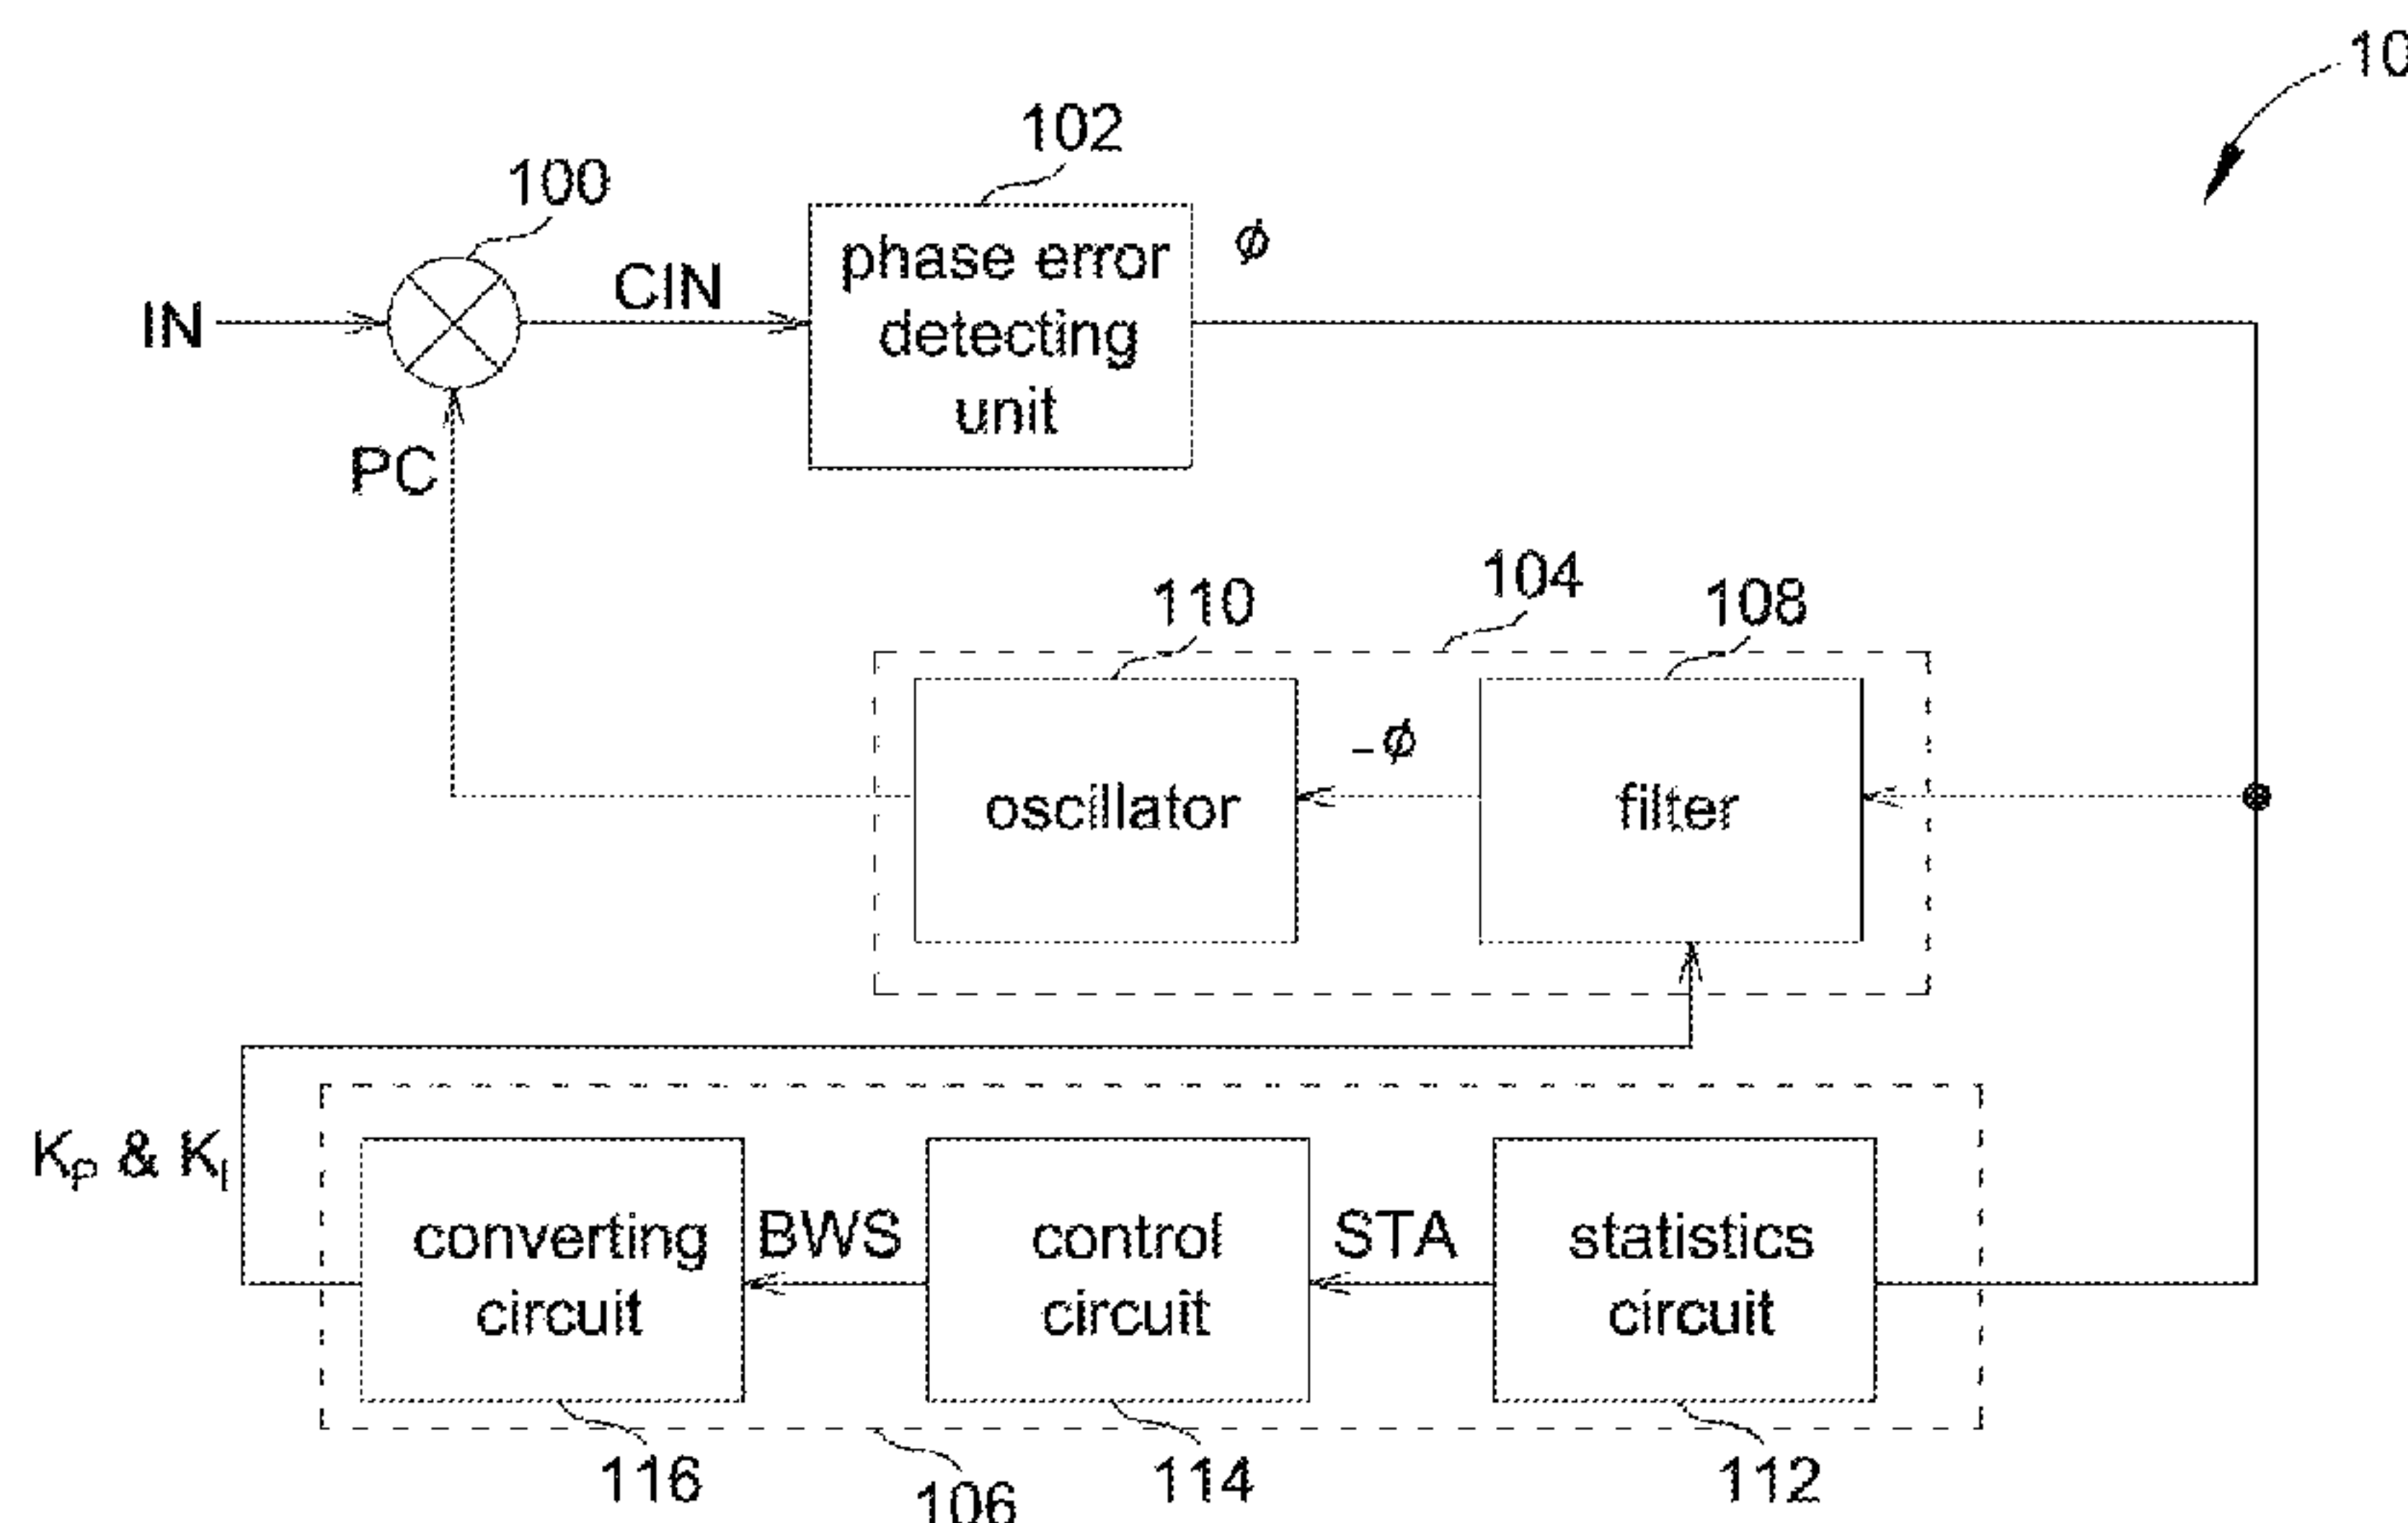 10
102
100
phase error
detecting
unit
ø
IN
CIN
PC
104
110
108
oscillator
-ø
filter
KP & KI
converting
circuit
BWS
control
circuit
STA
statistics
circuit
116
106
114
112